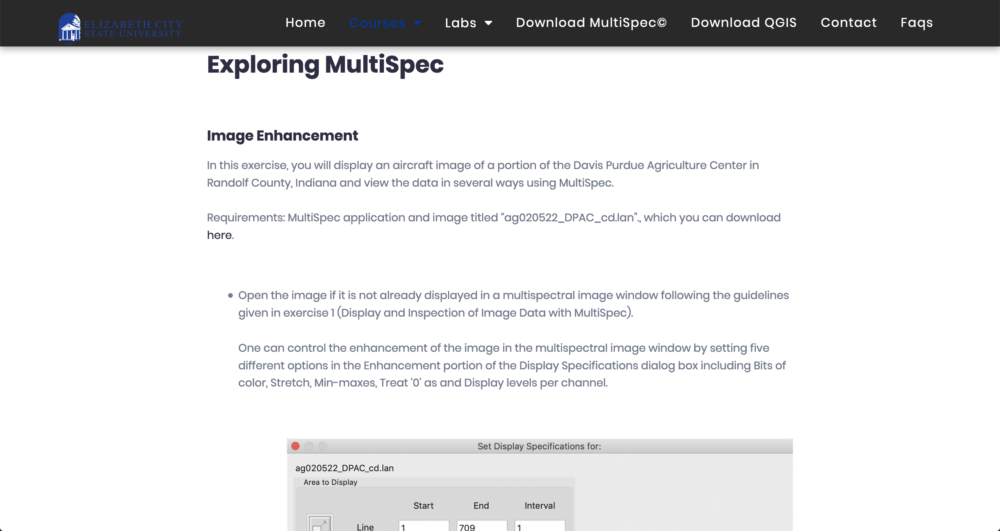 ELIZABETH CITY
STATE UNIVERSITY
1891
Home Courses Labs Download MultiSpec© Download QGIS Contact Faqs
Exploring MultiSpec
Image Enhancement
In this exercise, you will display an aircraft image of a portion of the Davis Purdue Agriculture Center in
Randolf County, Indiana and view the data in several ways using MultiSpec.
Requirements: MultiSpec application and image titled “ag020522_DPAC_cd.lan”., which you can download
here.
Open the image if it is not already displayed in a multispectral image window following the guidelines
given in exercise 1 (Display and Inspection of Image Data with MultiSpec).
One can control the enhancement of the image in the multispectral image window by setting five
different options in the Enhancement portion of the Display Specifications dialog box including Bits of
color, Stretch, Min-maxes, Treat ‘0’ as and Display levels per channel.
Set Display Specifications for:
ag020522_DPAC_cd.lan
Area to Display
Start End Interval
Line 1 709 1